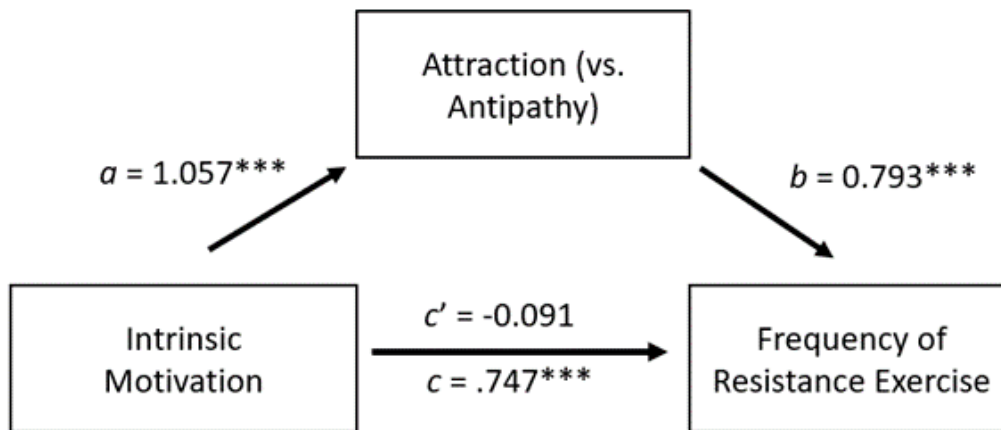 Attraction (vs.
Antipathy)
a = 1.057***
b = 0.793***
Intrinsic
Motivation
c’ = -0.091
c = .747***
Frequency of
Resistance Exercise